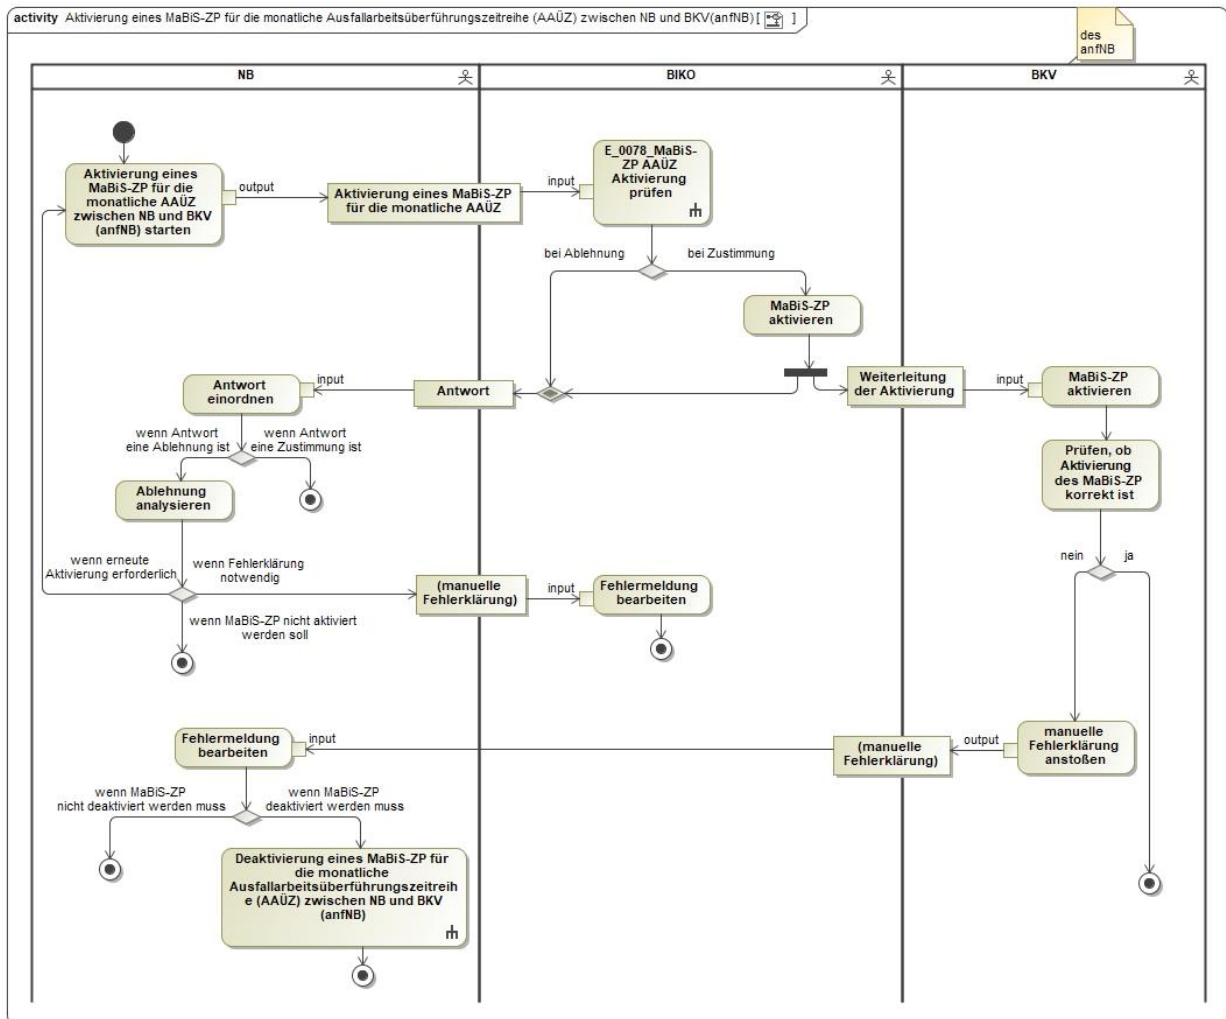 activity Aktivierung eines MaBiS-ZP für die monatliche Ausfallarbeitsüberführungszeitreihe (AAÜZ) zwischen NB und BKV(anfNB) [ ]
des
anfNB
NB
BIKO
BKV
Aktivierung eines
MaBiS-ZP für die
monatliche AAÜZ
zwischen NB und BKV
(anfNB) starten
output
Aktivierung eines MaBiS-ZP
für die monatliche AAÜZ
input
E_0078_MaBiS-
ZP AAÜZ
Aktivierung
prüfen
bei Ablehnung
bei Zustimmung
MaBiS-ZP
aktivieren
Antwort
einordnen
input
Antwort
Weiterleitung
der Aktivierung
input
MaBiS-ZP
aktivieren
wenn Antwort
eine Ablehnung ist
wenn Antwort
eine Zustimmung ist
Prüfen, ob
Aktivierung
des MaBiS-ZP
korrekt ist
Ablehnung
analysieren
nein
ja
wenn erneute
Aktivierung erforderlich
wenn Fehlerklärung
notwendig
(manuelle
Fehlerklärung)
input
Fehlermeldung
bearbeiten
wenn MaBiS-ZP nicht aktiviert
werden soll
Fehlermeldung
bearbeiten
input
(manuelle
Fehlerklärung)
output
manuelle
Fehlerklärung
anstoßen
wenn MaBiS-ZP
nicht deaktiviert werden muss
wenn MaBiS-ZP
deaktiviert werden muss
Deaktivierung eines MaBiS-ZP für
die monatliche
Ausfallarbeitsüberführungszeitreih
e (AAÜZ) zwischen NB und BKV
(anfNB)